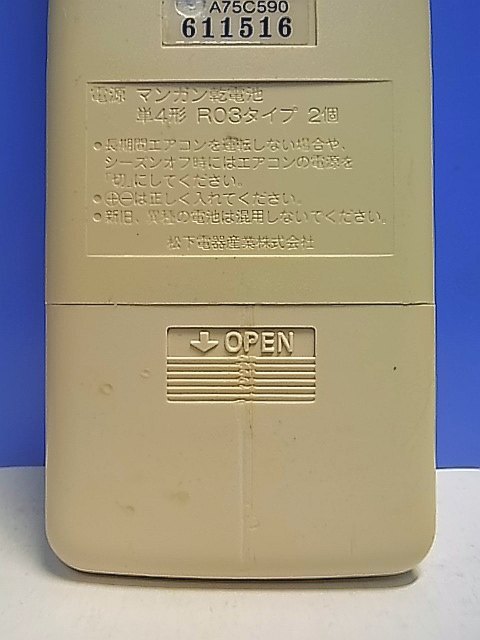 A75C590
611516
電源 マンガン乾電池
単4形 R03タイプ 2個
●長期間エアコンを運転しない場合や、
シーズンオフ時にはエアコンの電源を
「切」にしてください。
●⊕⊖は正しく入れてください。
●新旧、異種の電池は混用しないでください。
松下電器産業株式会社
OPEN